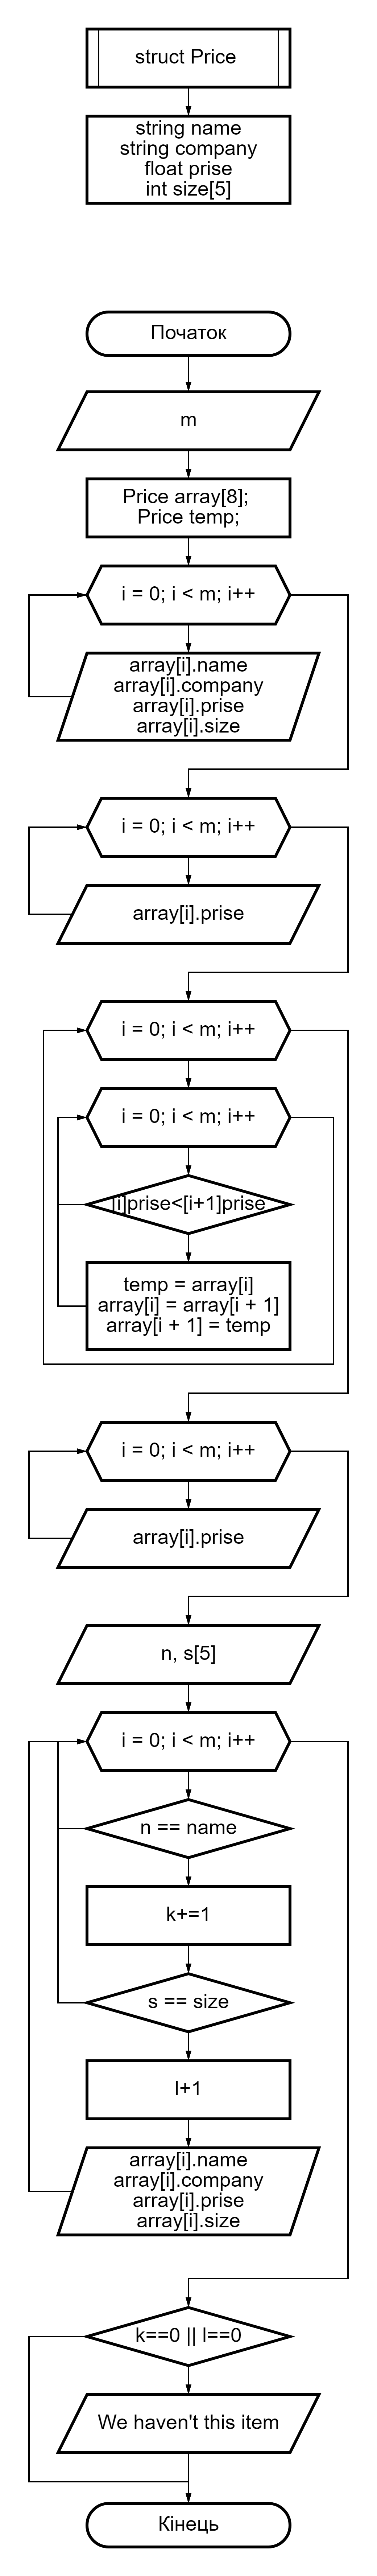 struct Price
string name
string company
float prise
int size[5]
Початок
m
Price array[8];
Price temp;
i = 0; i < m; i++
array[i].name
array[i].company
array[i].prise
array[i].size
i = 0; i < m; i++
array[i].prise
i = 0; i < m; i++
i = 0; i < m; i++
[i]prise<[i+1]prise
temp = array[i]
array[i] = array[i + 1]
array[i + 1] = temp
i = 0; i < m; i++
array[i].prise
n, s[5]
i = 0; i < m; i++
n == name
k+=1
s == size
l+1
array[i].name
array[i].company
array[i].prise
array[i].size
k==0 || l==0
We haven't this item
Кінець